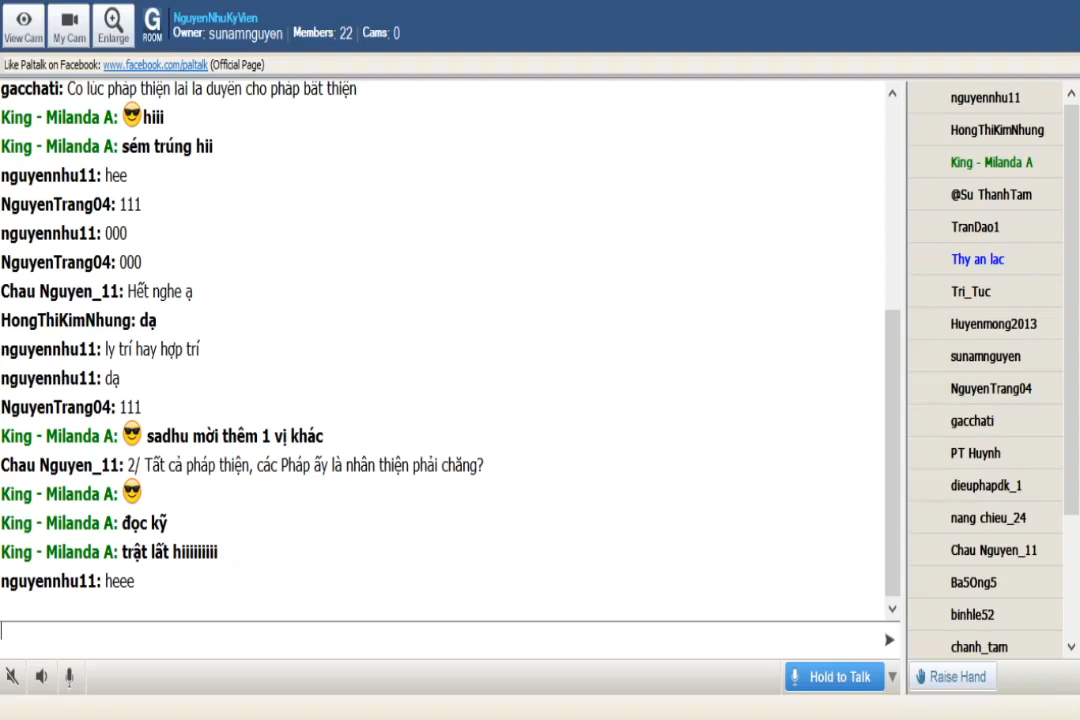 View Cam
My Cam
Enlarge
G
ROOM
NguyenNhuKyVien
Owner: sunamnguyen | Members: 22 | Cams: 0
Like Paltalk on Facebook: www.facebook.com/paltalk (Official Page)
gacchati: Có lúc pháp thiện lại là duyên cho pháp bất thiện
King - Milanda A: 😎hiii
King - Milanda A: sém trúng hii
nguyennhu11: hee
NguyenTrang04: 111
nguyennhu11: 000
NguyenTrang04: 000
Chau Nguyen_11: Hết nghe ạ
HongThiKimNhung: dạ
nguyennhu11: ly trí hay hợp trí
nguyennhu11: dạ
NguyenTrang04: 111
King - Milanda A: 😎 sadhu mời thêm 1 vị khác
Chau Nguyen_11: 2/ Tất cả pháp thiện, các Pháp ấy là nhân thiện phải chăng?
King - Milanda A: 😎
King - Milanda A: đọc kỹ
King - Milanda A: trật lất hiiiiiiiii
nguyennhu11: heee
nguyennhu11
HongThiKimNhung
King - Milanda A
@Su ThanhTam
TranDao1
Thy an lac
Tri_Tuc
Huyenmong2013
sunamnguyen
NguyenTrang04
gacchati
PT Huynh
dieuphapdk_1
nang chieu_24
Chau Nguyen_11
Ba5Ong5
binhle52
chanh_tam
Hold to Talk
Raise Hand